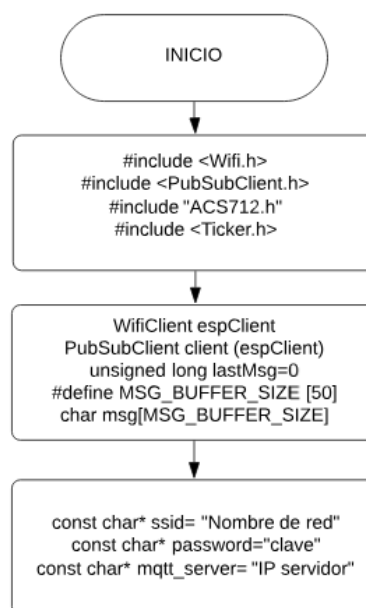 INICIO
#include <Wifi.h>
#include <PubSubClient.h>
#include "ACS712.h"
#include <Ticker.h>
WifiClient espClient
PubSubClient client (espClient)
unsigned long lastMsg=0
#define MSG_BUFFER_SIZE [50]
char msg[MSG_BUFFER_SIZE]
const char* ssid= "Nombre de red"
const char* password="clave"
const char* mqtt_server= "IP servidor"